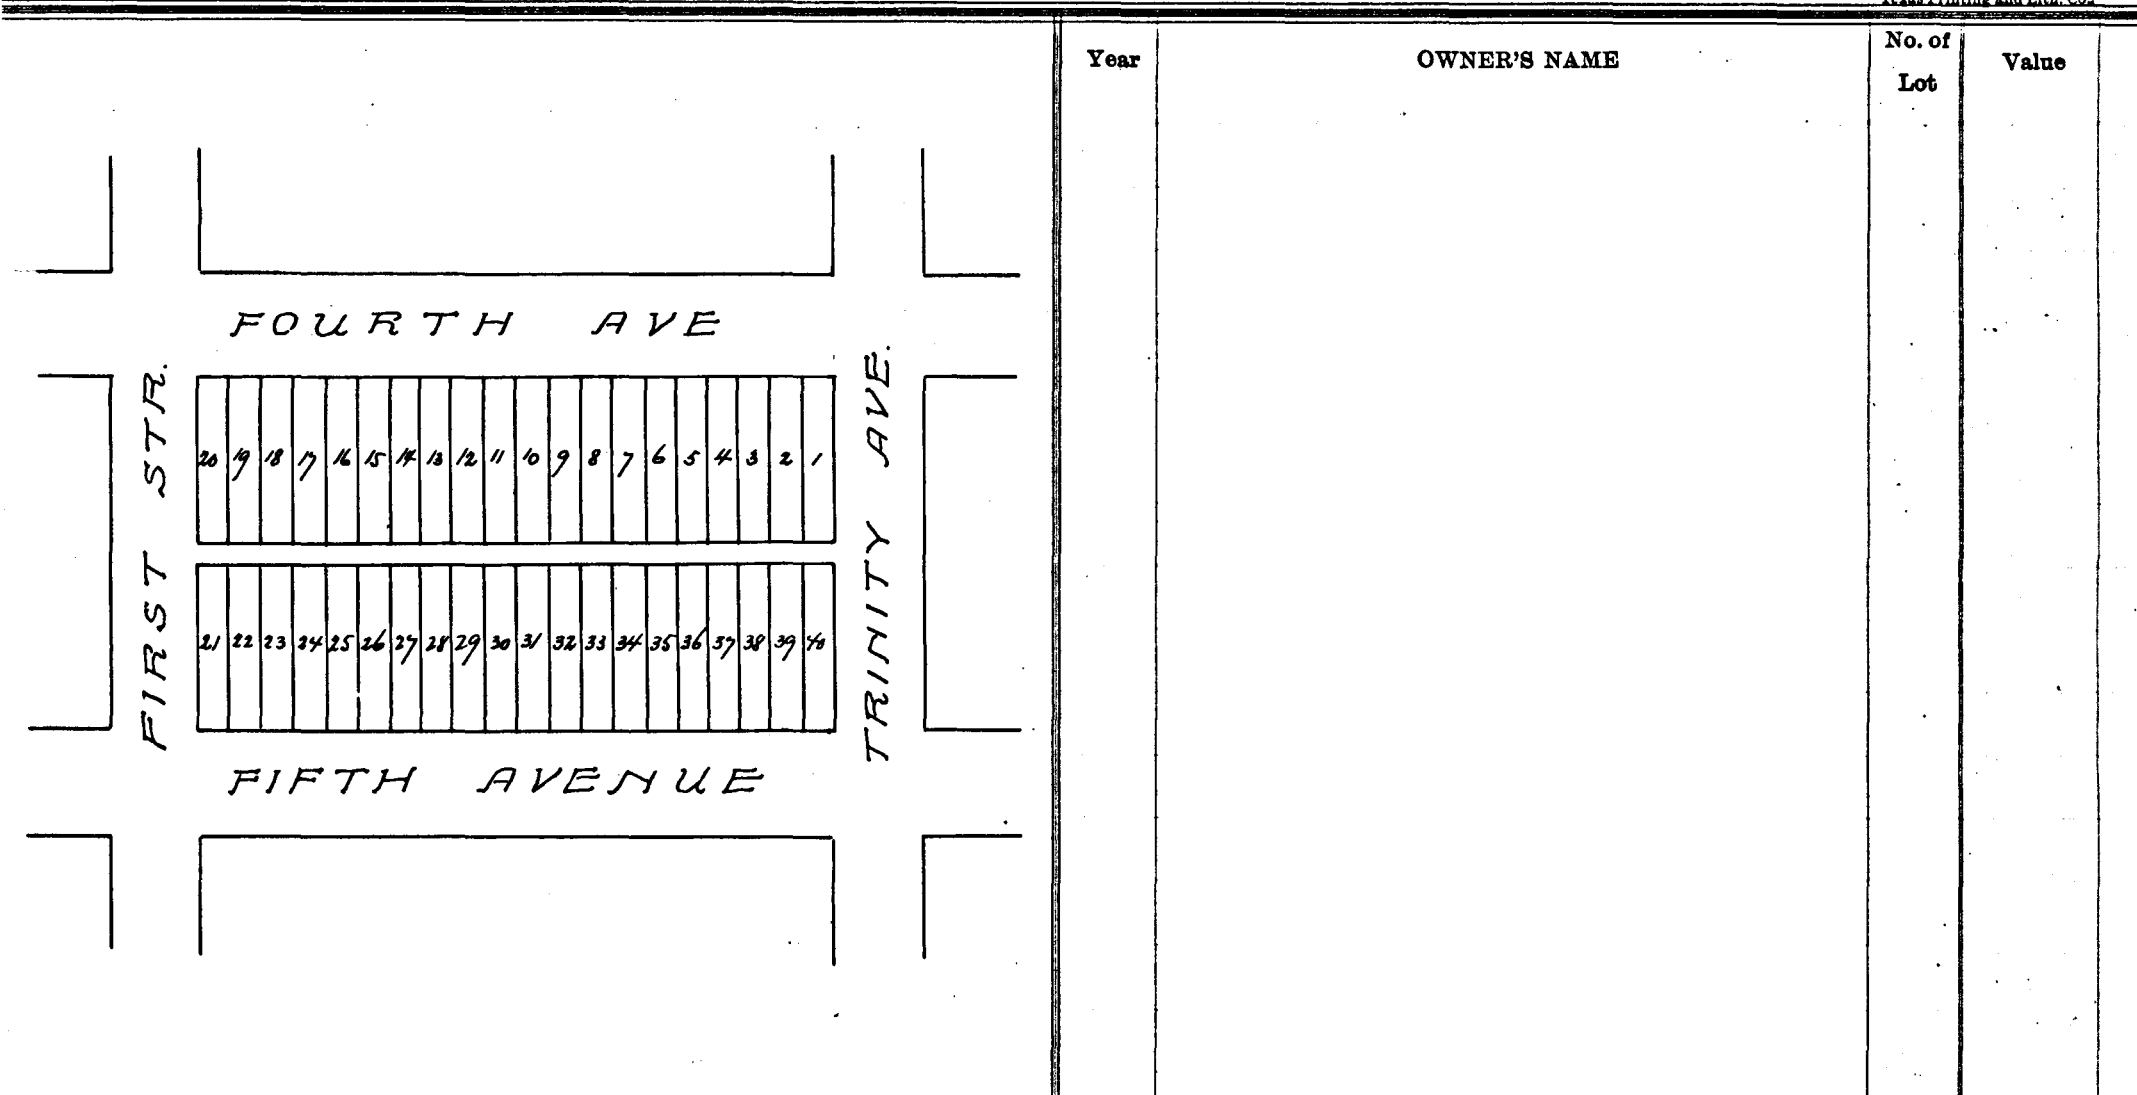 Year OWNER'S NAME No. of Lot Value
FOURTH AVE
FIRST STR.
TRINITY AVE.
20 19 18 17 16 15 14 13 12 11 10 9 8 7 6 5 4 3 2 1
21 22 23 24 25 26 27 28 29 30 31 32 33 34 35 36 37 38 39 40
FIFTH AVENUE